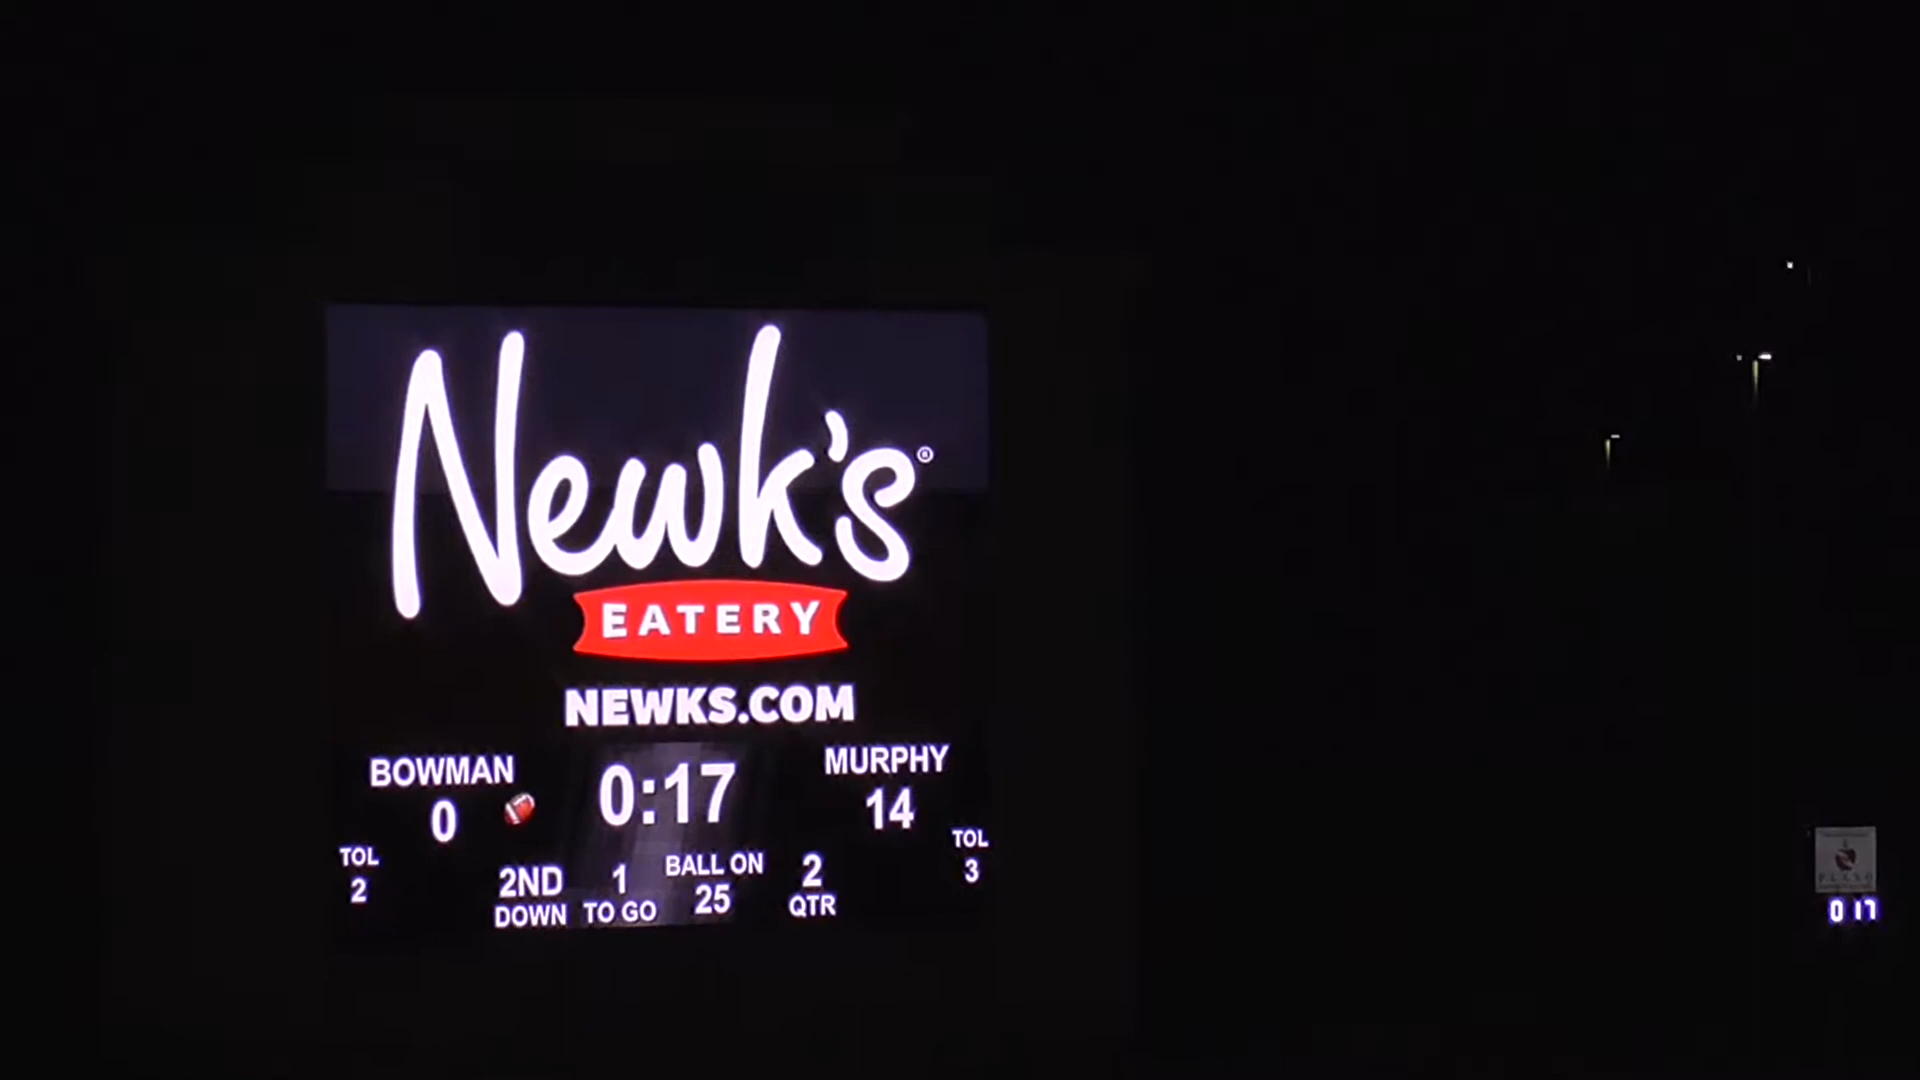 Newk's®
EATERY
NEWKS.COM
BOWMAN 0:17 MURPHY
0 14
TOL TOL
2 3
2ND 1 BALL ON 2
DOWN TO GO 25 QTR
PLANO
0 17